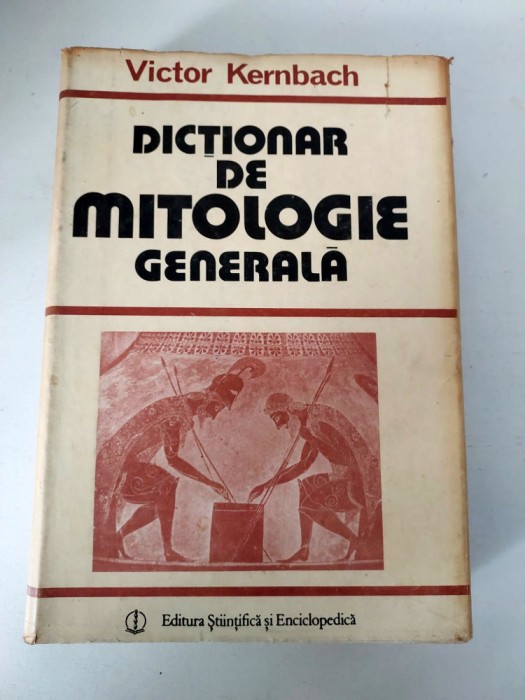 Victor Kernbach
DICȚIONAR
DE
MITOLOGIE
GENERALĂ
Editura Științifică și Enciclopedică